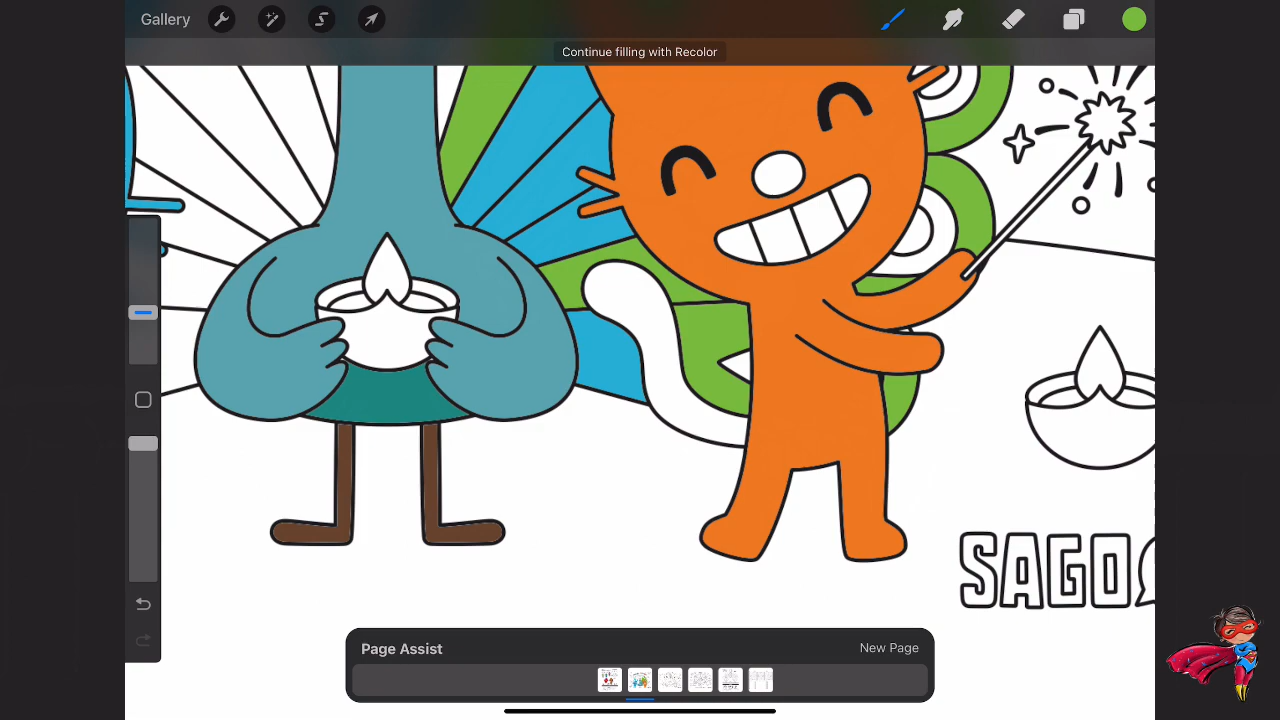 Gallery
Continue filling with Recolor
SAGO
Page Assist
New Page